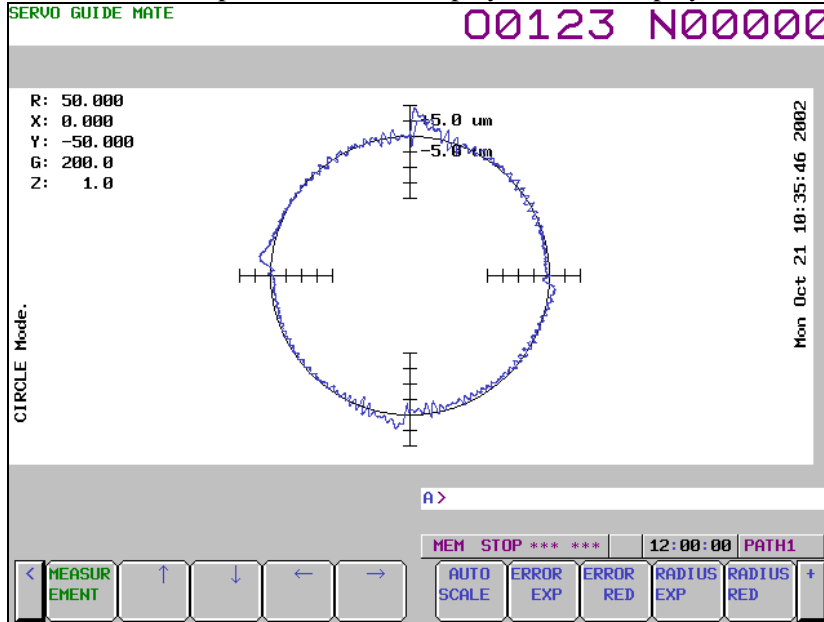 SERVO GUIDE MATE
O0123 N00000
R: 50.000
X: 0.000
Y: -50.000
G: 200.0
Z: 1.0
+5.0 um
-5.0 um
Mon Oct 21 10:35:46 2002
CIRCLE Mode.
A>
MEM STOP *** ***
12:00:00
PATH1
< MEASUREMENT ↑ ↓ ← → AUTO SCALE ERROR EXP ERROR RED RADIUS EXP RADIUS RED +